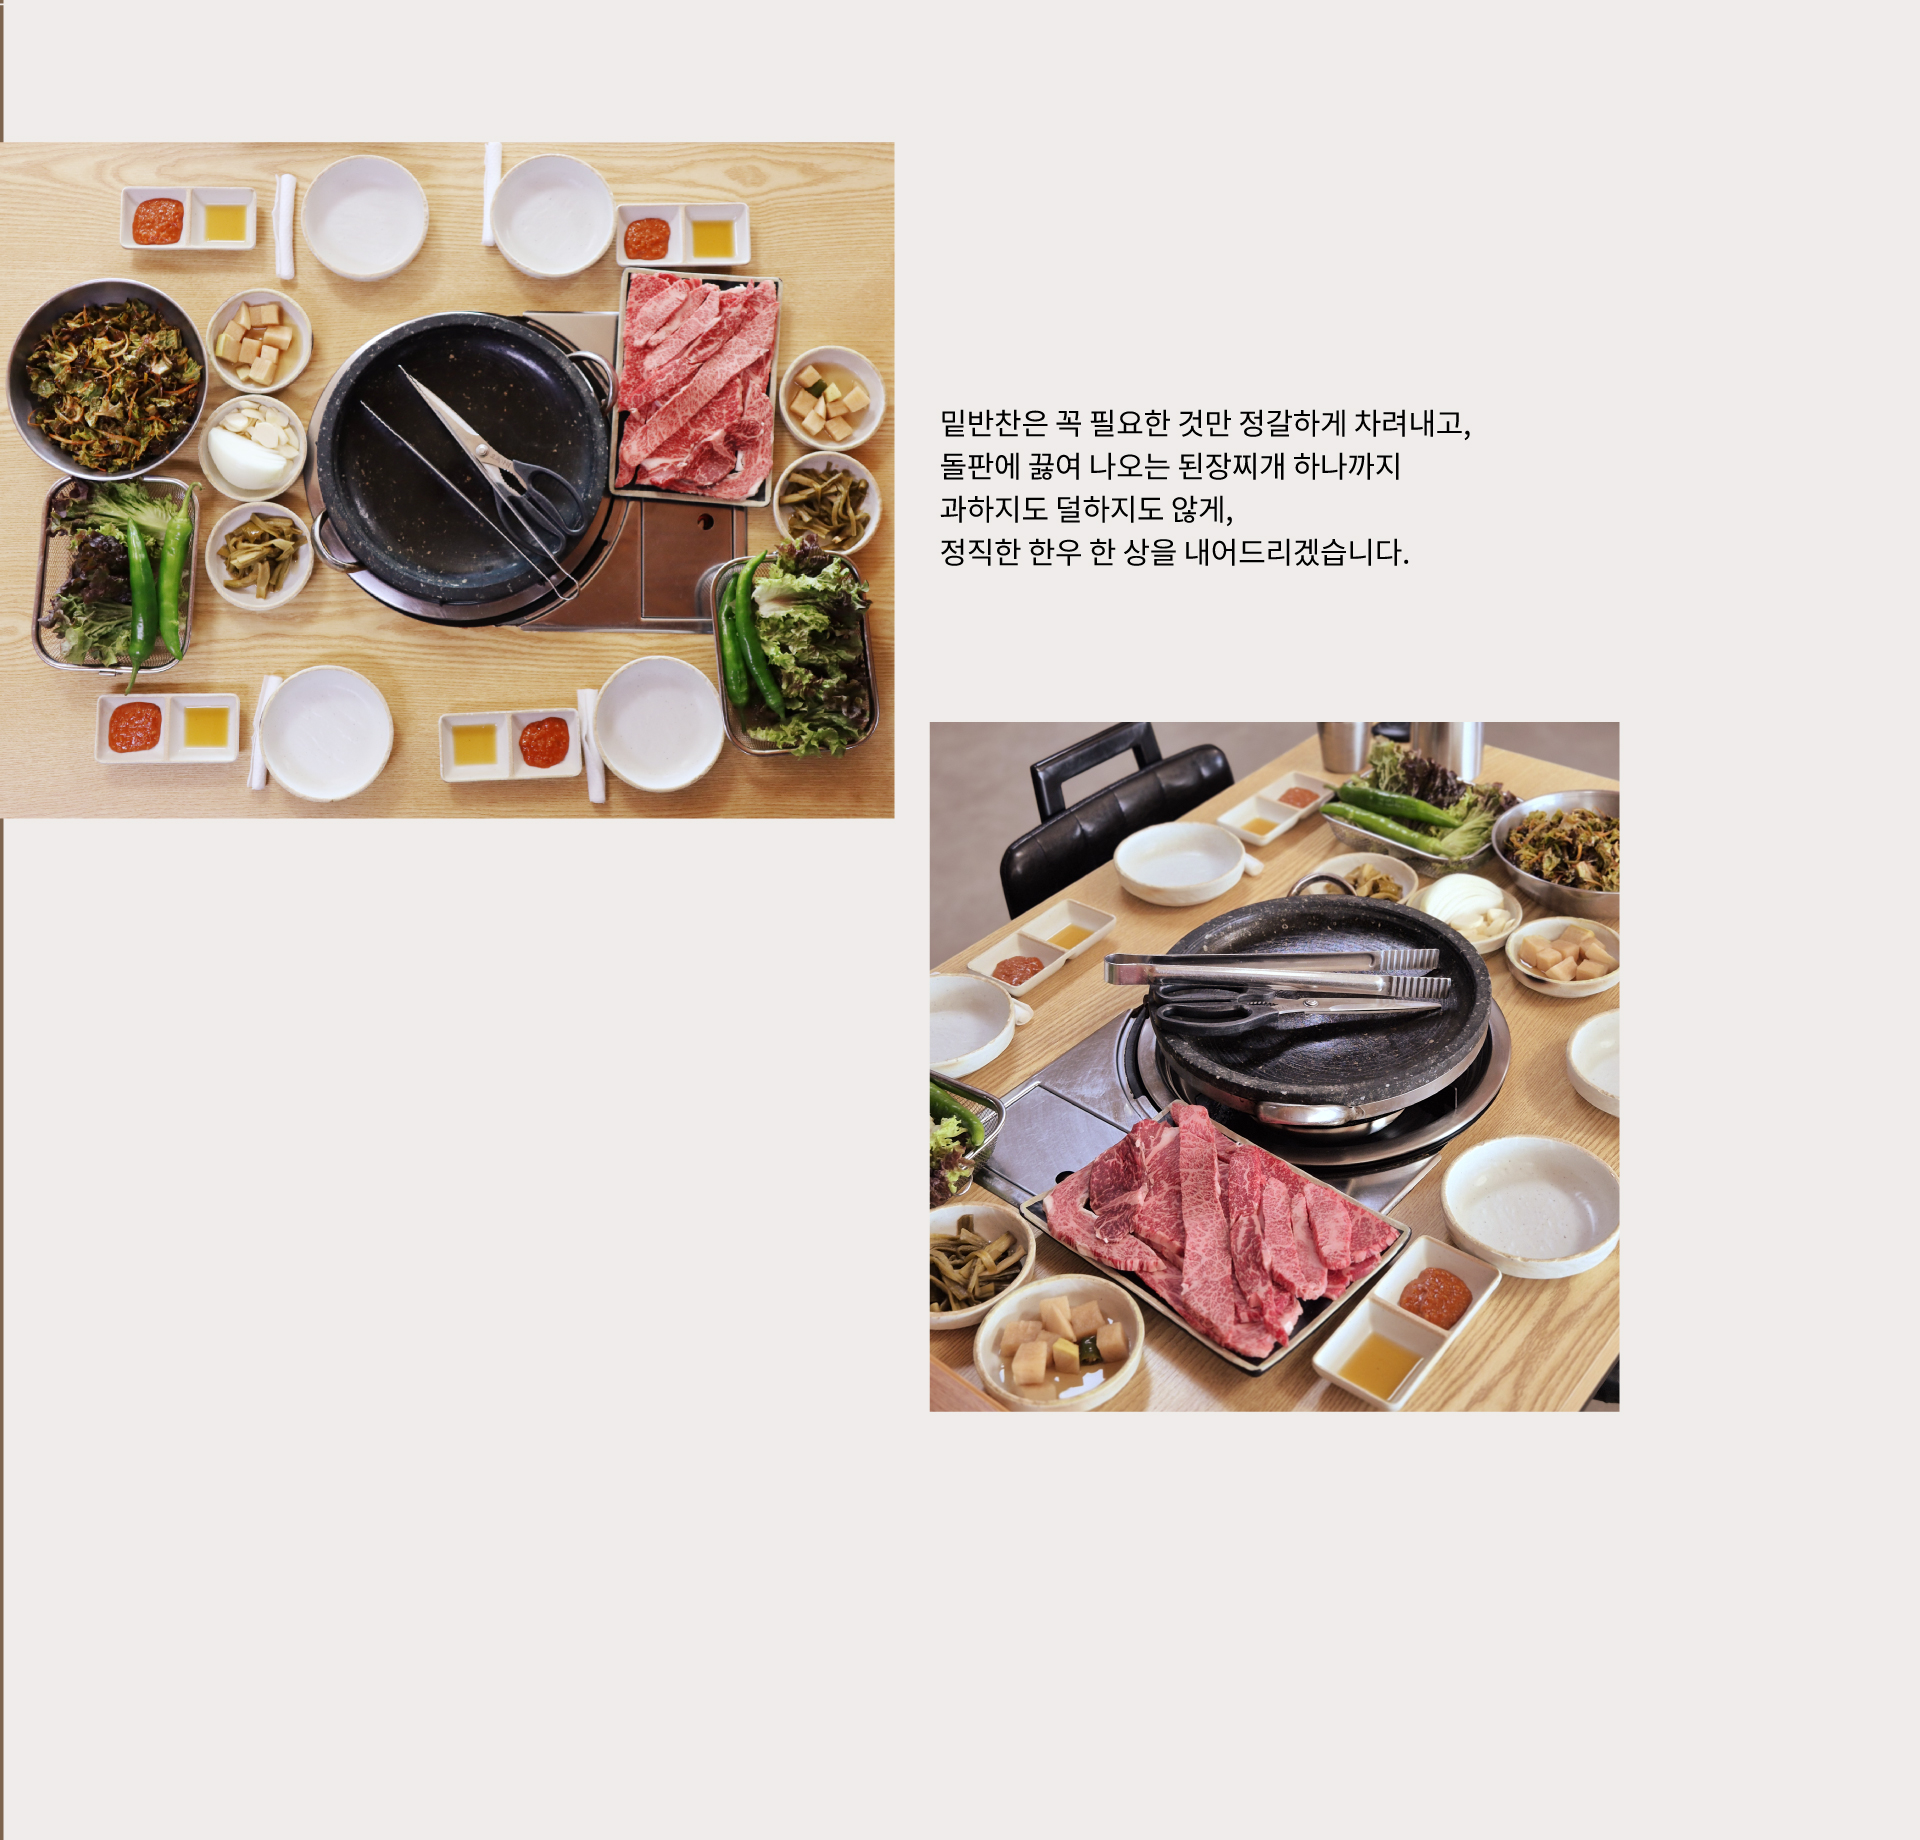 밑반찬은 꼭 필요한 것만 정갈하게 차려내고,
돌판에 끓여 나오는 된장찌개 하나까지
과하지도 덜하지도 않게,
정직한 한우 한 상을 내어드리겠습니다.